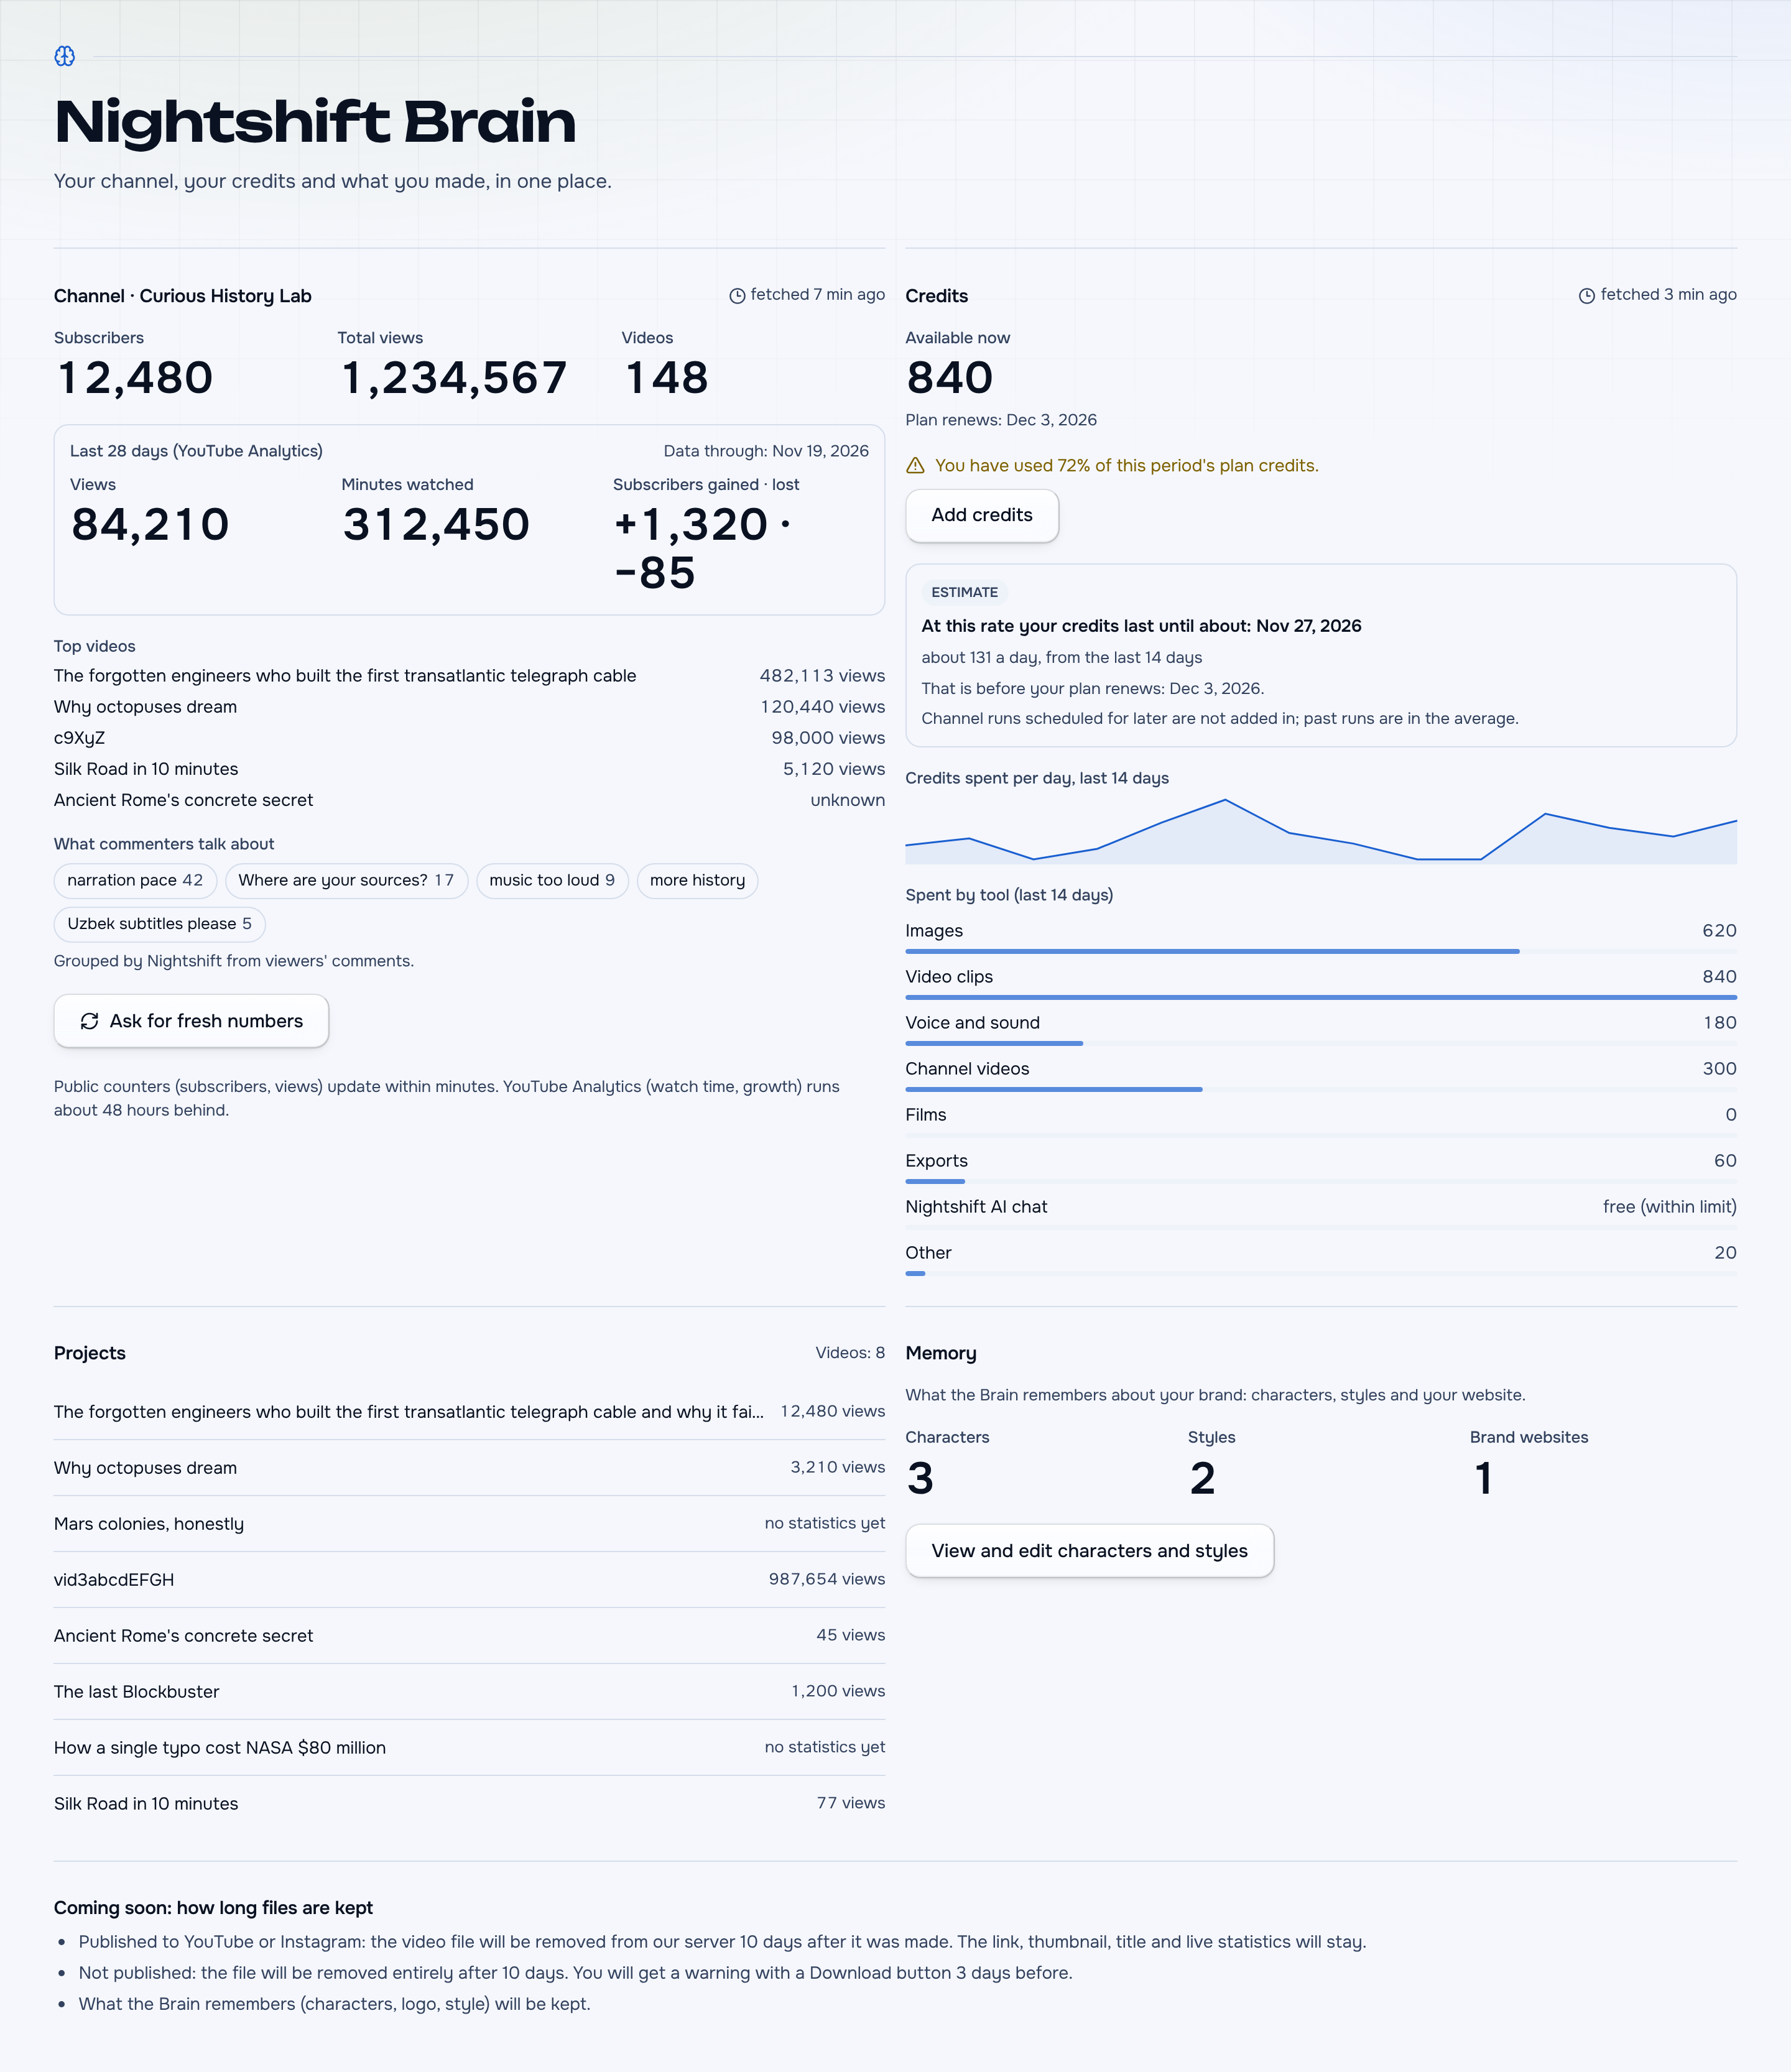 Nightshift Brain
Your channel, your credits and what you made, in one place.
Channel · Curious History Lab
fetched 7 min ago
Subscribers
Total views
Videos
12,480
1,234,567
148
Last 28 days (YouTube Analytics)
Data through: Nov 19, 2026
Views
Minutes watched
Subscribers gained · lost
84,210
312,450
+1,320 ·
−85
Top videos
The forgotten engineers who built the first transatlantic telegraph cable
482,113 views
Why octopuses dream
120,440 views
c9XyZ
98,000 views
Silk Road in 10 minutes
5,120 views
Ancient Rome's concrete secret
unknown
What commenters talk about
narration pace 42
Where are your sources? 17
music too loud 9
more history
Uzbek subtitles please 5
Grouped by Nightshift from viewers' comments.
Ask for fresh numbers
Public counters (subscribers, views) update within minutes. YouTube Analytics (watch time, growth) runs
about 48 hours behind.
Credits
fetched 3 min ago
Available now
840
Plan renews: Dec 3, 2026
You have used 72% of this period's plan credits.
Add credits
ESTIMATE
At this rate your credits last until about: Nov 27, 2026
about 131 a day, from the last 14 days
That is before your plan renews: Dec 3, 2026.
Channel runs scheduled for later are not added in; past runs are in the average.
Credits spent per day, last 14 days
Spent by tool (last 14 days)
Images
620
Video clips
840
Voice and sound
180
Channel videos
300
Films
0
Exports
60
Nightshift AI chat
free (within limit)
Other
20
Projects
Videos: 8
The forgotten engineers who built the first transatlantic telegraph cable and why it fai...
12,480 views
Why octopuses dream
3,210 views
Mars colonies, honestly
no statistics yet
vid3abcdEFGH
987,654 views
Ancient Rome's concrete secret
45 views
The last Blockbuster
1,200 views
How a single typo cost NASA $80 million
no statistics yet
Silk Road in 10 minutes
77 views
Memory
What the Brain remembers about your brand: characters, styles and your website.
Characters
Styles
Brand websites
3
2
1
View and edit characters and styles
Coming soon: how long files are kept
• Published to YouTube or Instagram: the video file will be removed from our server 10 days after it was made. The link, thumbnail, title and live statistics will stay.
• Not published: the file will be removed entirely after 10 days. You will get a warning with a Download button 3 days before.
• What the Brain remembers (characters, logo, style) will be kept.